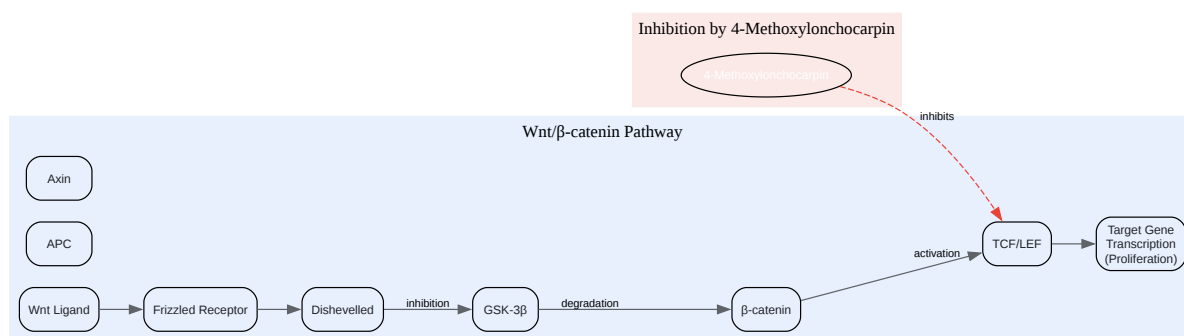 Inhibition by 4-Methoxylonchocarpin
4-Methoxylonchocarpin
inhibits
Wnt/β-catenin Pathway
Axin
APC
Wnt Ligand
Frizzled Receptor
Dishevelled
inhibition
GSK-3β
degradation
β-catenin
activation
TCF/LEF
Target Gene
Transcription
(Proliferation)